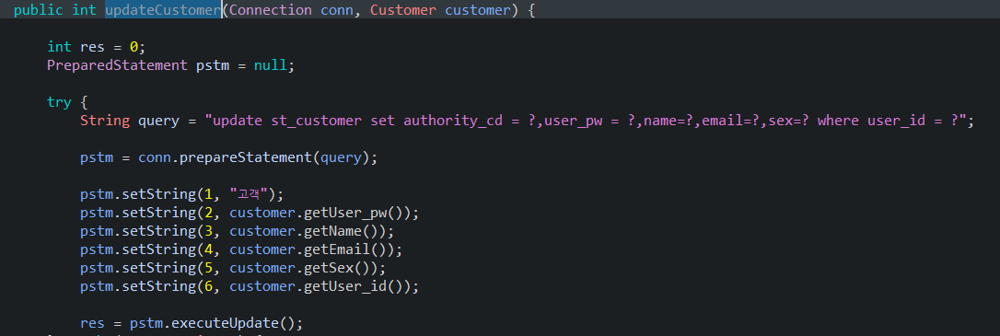 public int updateCustomer(Connection conn, Customer customer) {
int res = 0;
PreparedStatement pstm = null;
try {
String query = "update st_customer set authority_cd = ?,user_pw = ?,name=?,email=?,sex=? where user_id = ?";
pstm = conn.prepareStatement(query);
pstm.setString(1, "고객");
pstm.setString(2, customer.getUser_pw());
pstm.setString(3, customer.getName());
pstm.setString(4, customer.getEmail());
pstm.setString(5, customer.getSex());
pstm.setString(6, customer.getUser_id());
res = pstm.executeUpdate();